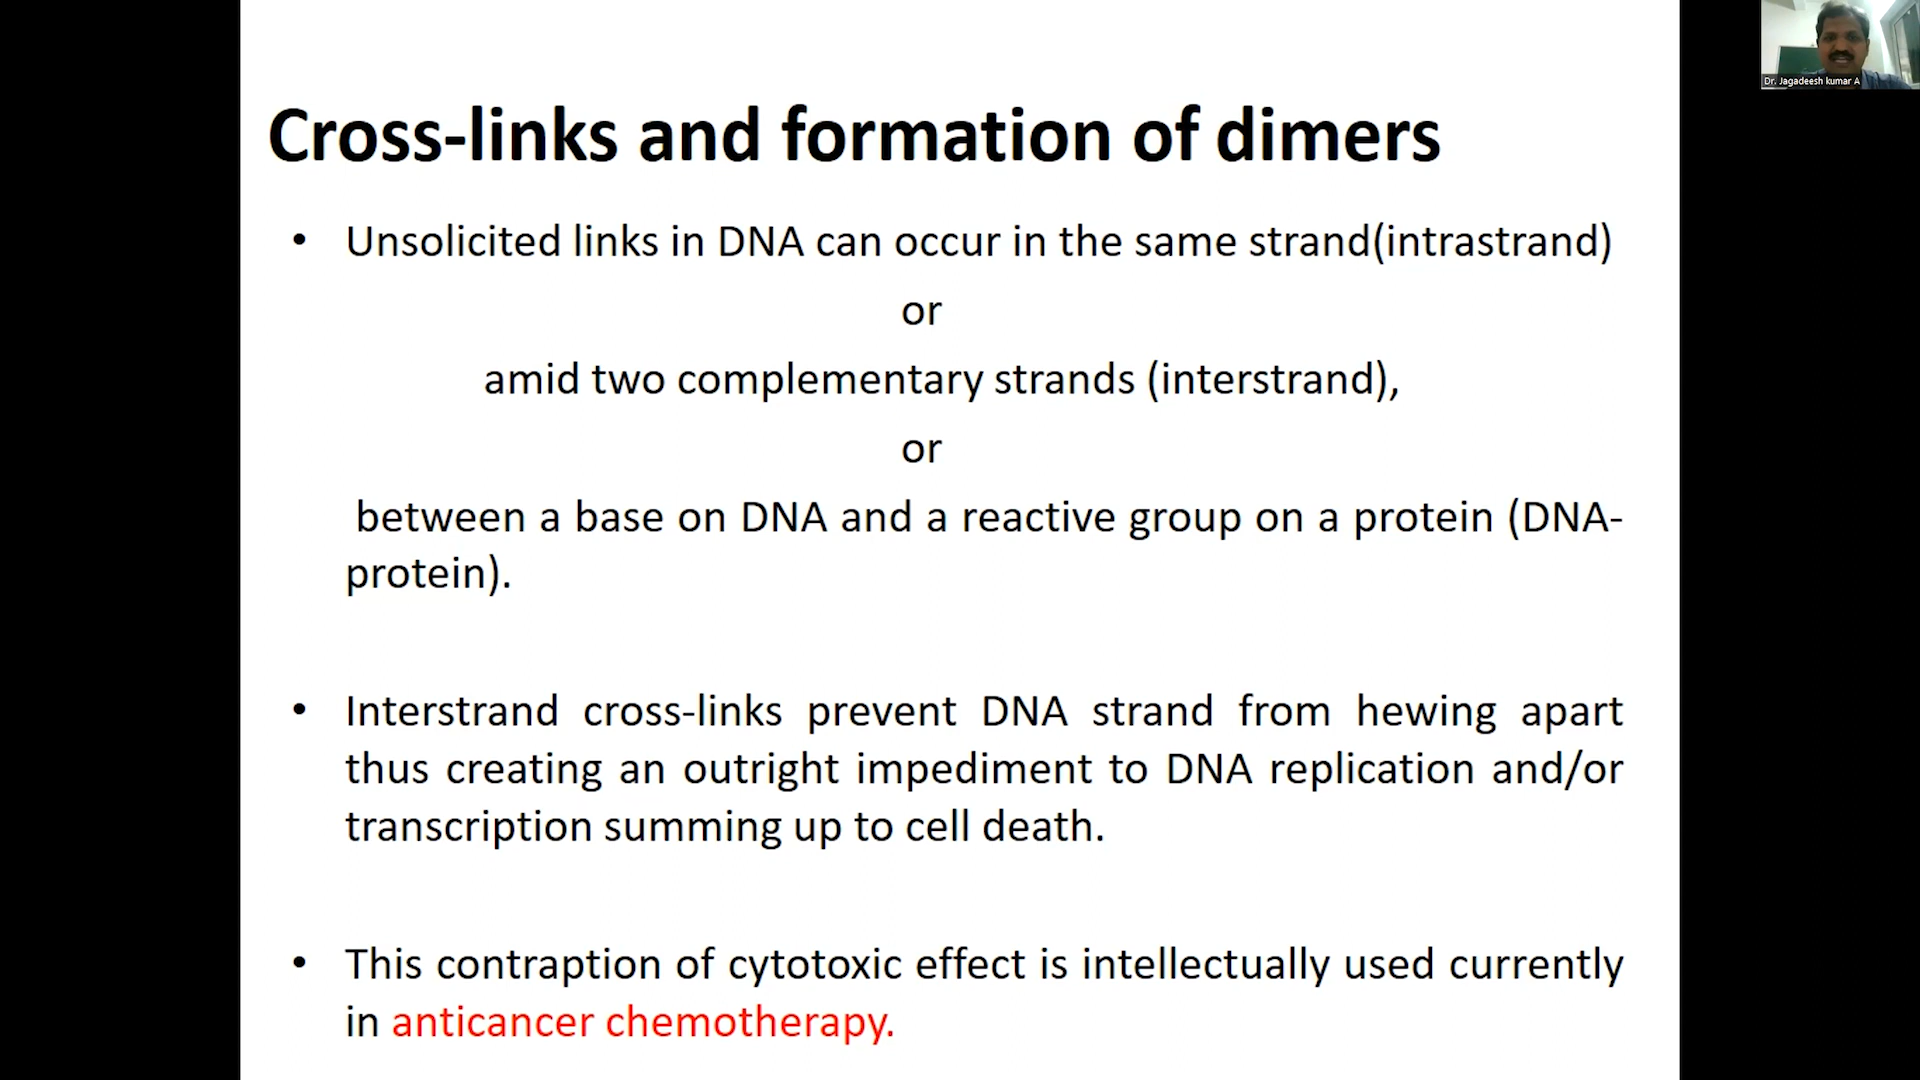 Dr. Jagadeesh kumar A
Cross-links and formation of dimers
• Unsolicited links in DNA can occur in the same strand(intrastrand)
or
amid two complementary strands (interstrand),
or
between a base on DNA and a reactive group on a protein (DNA-
protein).
• Interstrand cross-links prevent DNA strand from hewing apart
thus creating an outright impediment to DNA replication and/or
transcription summing up to cell death.
• This contraption of cytotoxic effect is intellectually used currently
in anticancer chemotherapy.